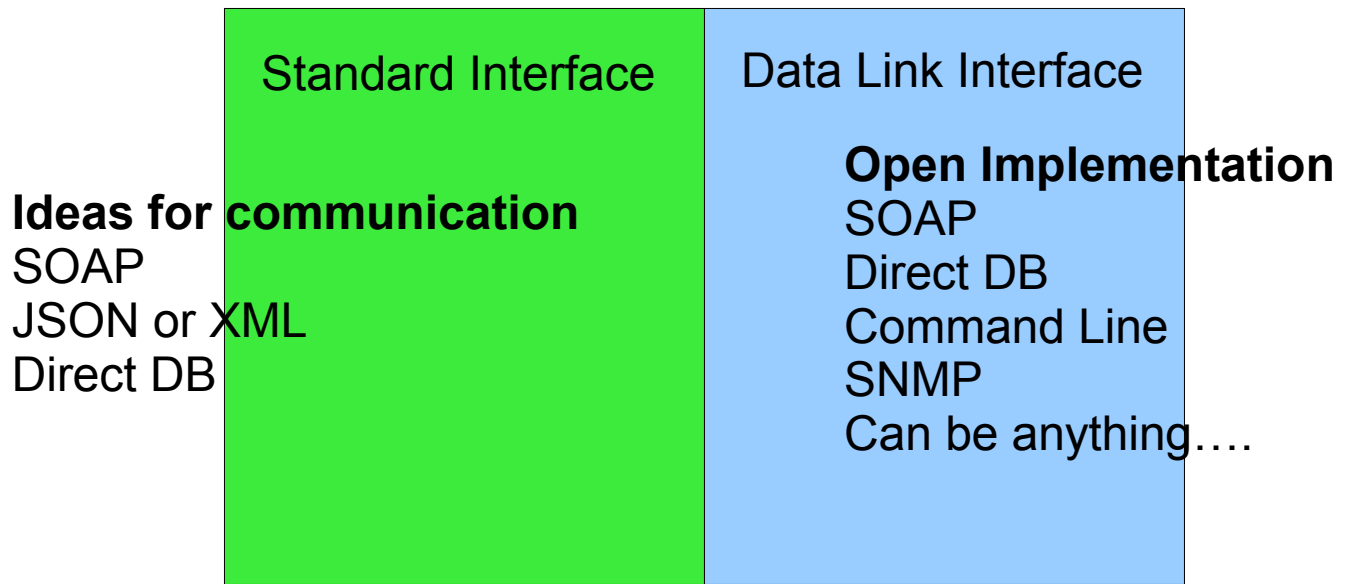 Standard Interface
Data Link Interface
Ideas for communication
SOAP
JSON or XML
Direct DB
Open Implementation
SOAP
Direct DB
Command Line
SNMP
Can be anything….